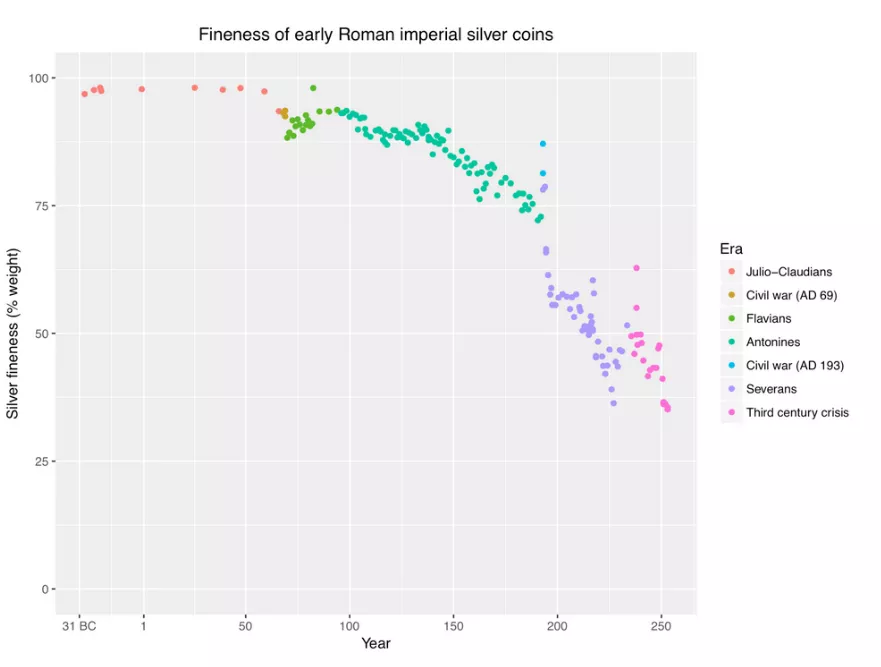 Fineness of early Roman imperial silver coins
100
75
50
25
0
Silver fineness (% weight)
31 BC 1 50 100 150 200 250
Year
Era
Julio−Claudians
Civil war (AD 69)
Flavians
Antonines
Civil war (AD 193)
Severans
Third century crisis